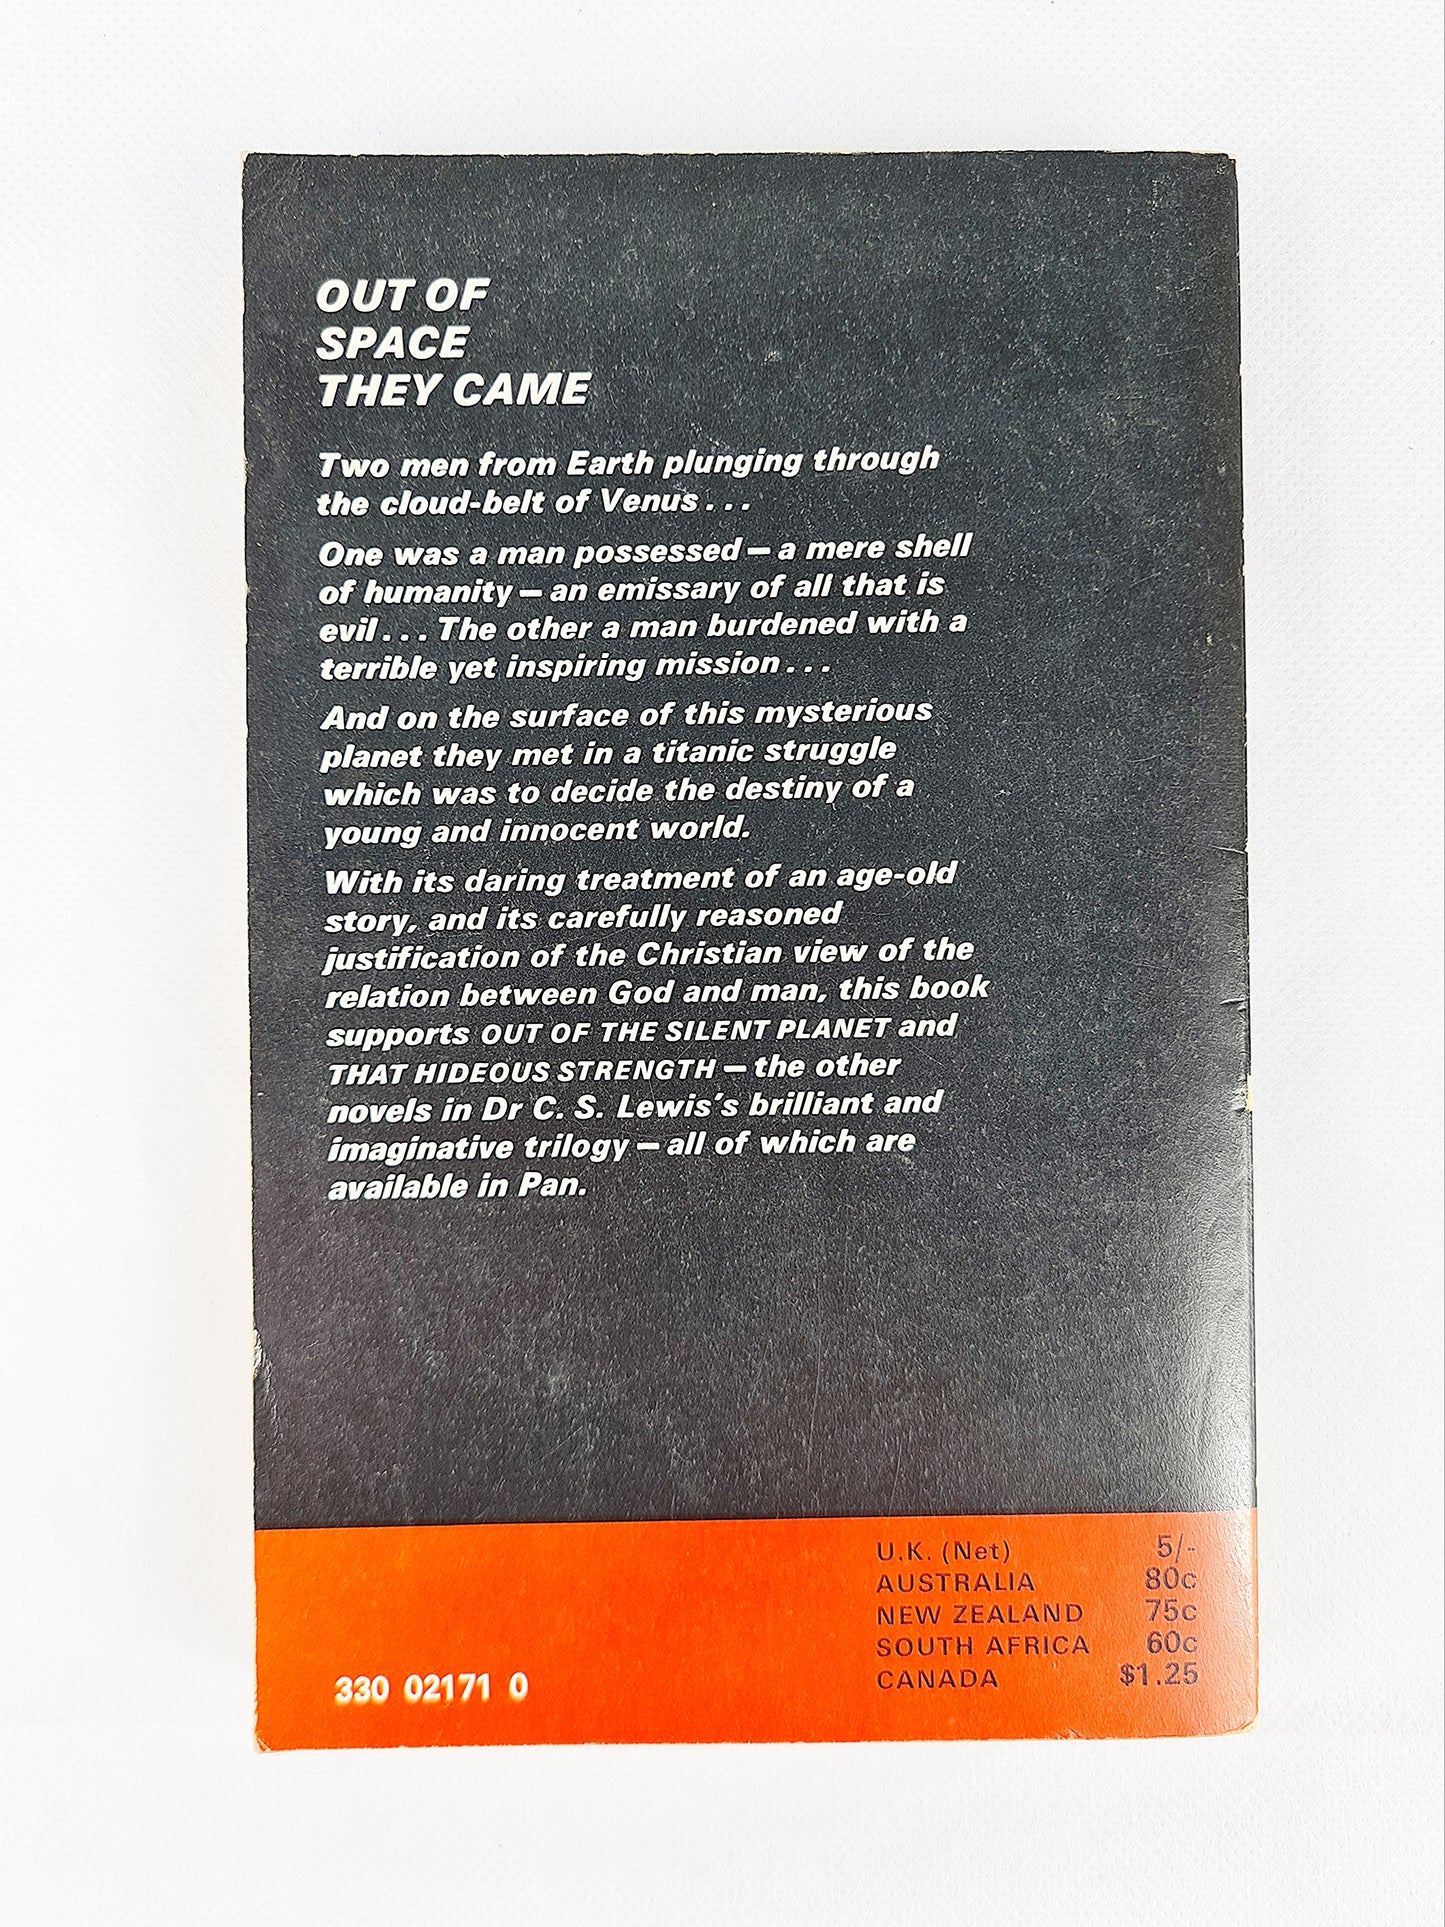 OUT OF
SPACE
THEY CAME
Two men from Earth plunging through
the cloud-belt of Venus . . .
One was a man possessed — a mere shell
of humanity — an emissary of all that is
evil . . . The other a man burdened with a
terrible yet inspiring mission . . .
And on the surface of this mysterious
planet they met in a titanic struggle
which was to decide the destiny of a
young and innocent world.
With its daring treatment of an age-old
story, and its carefully reasoned
justification of the Christian view of the
relation between God and man, this book
supports OUT OF THE SILENT PLANET and
THAT HIDEOUS STRENGTH — the other
novels in Dr C. S. Lewis's brilliant and
imaginative trilogy — all of which are
available in Pan.
U.K. (Net) 5/-
AUSTRALIA 80c
NEW ZEALAND 75c
SOUTH AFRICA 60c
CANADA $1.25
330 02171 0